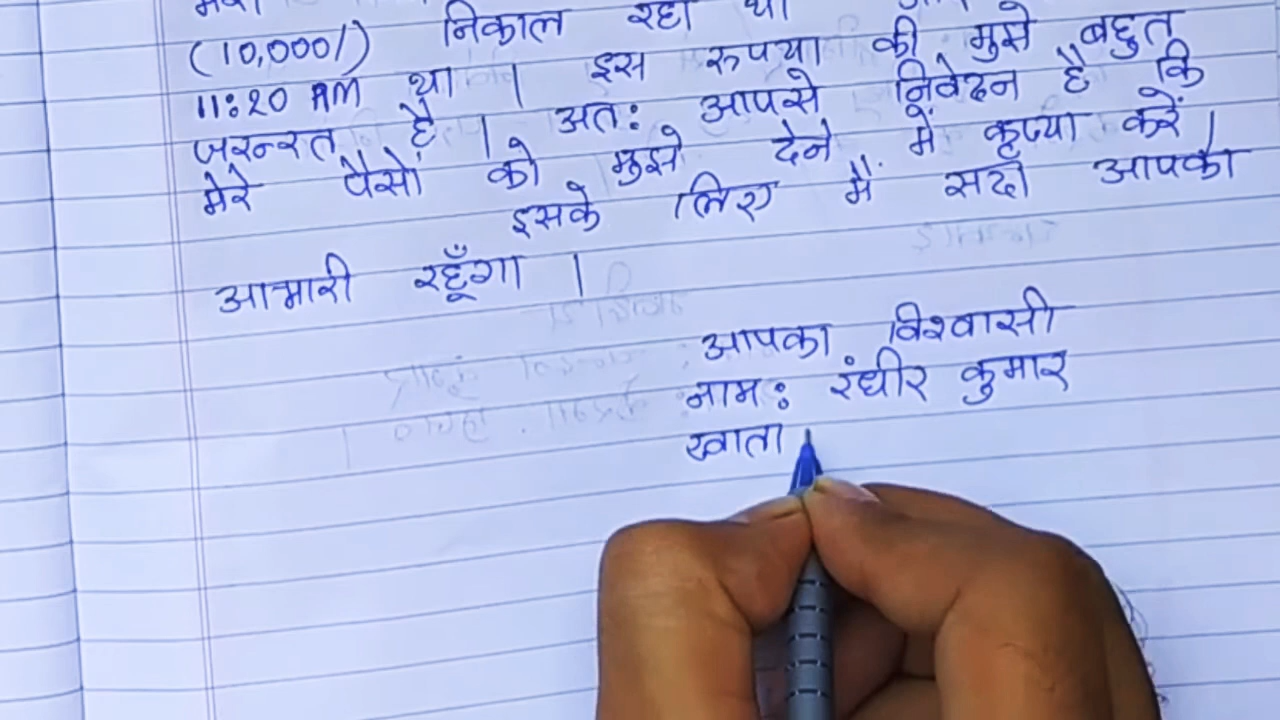 (10,000/) निकाल रहा था
11:20 AM था । इस रुपया की मुझे बहुत
जरुरत है । अतः आपसे निवेदन है कि
मेरे पैसों को मुझे देने में कृप्या करें।
इसके लिए मैं सदा आपका
आभारी रहूँगा ।
आपका विश्वासी
नाम: रंधीर कुमार
खाता